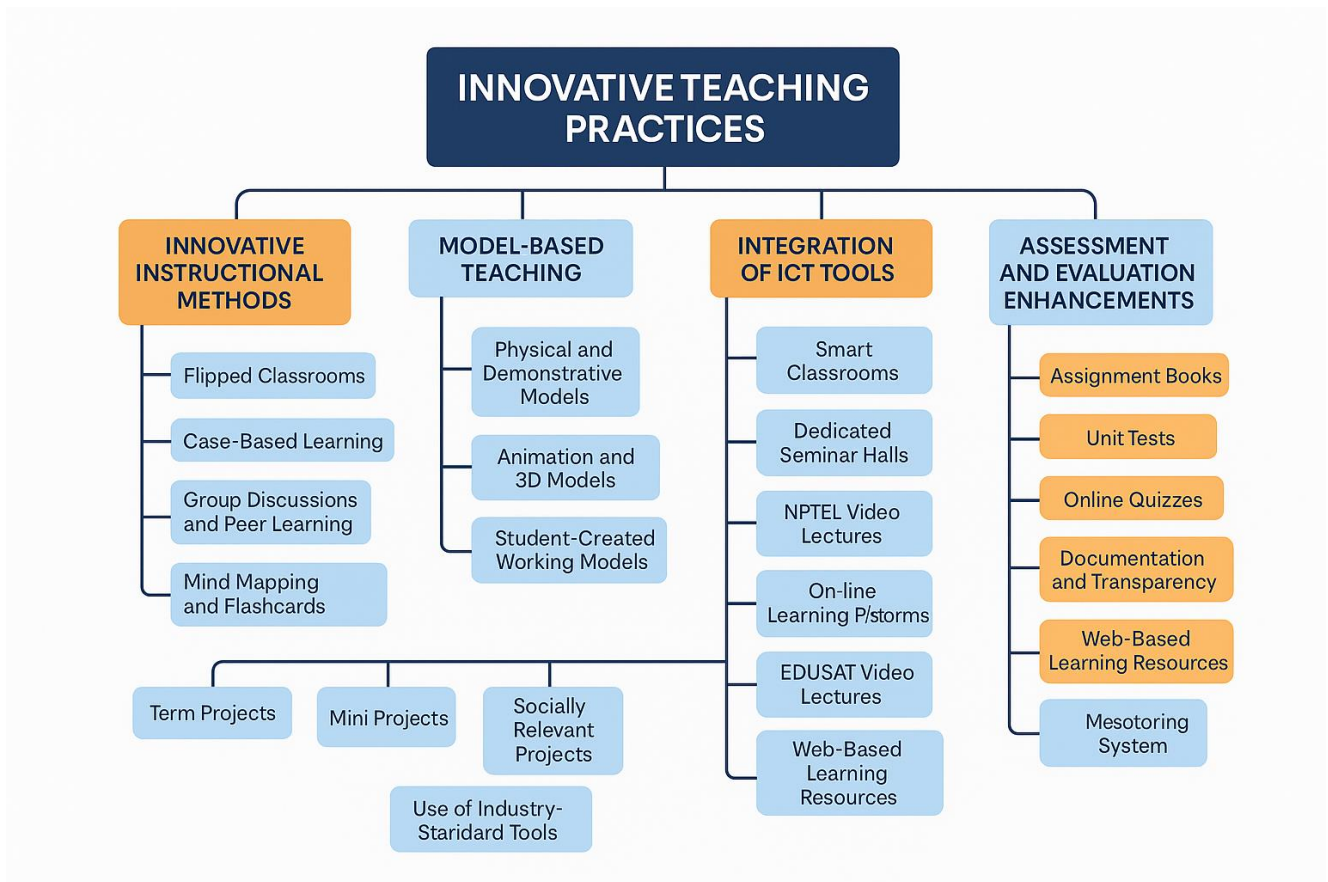 INNOVATIVE TEACHING
PRACTICES
INNOVATIVE
INSTRUCTIONAL
METHODS
Flipped Classrooms
Case-Based Learning
Group Discussions
and Peer Learning
Mind Mapping
and Flashcards
MODEL-BASED
TEACHING
Physical and
Demonstrative
Models
Animation and
3D Models
Student-Created
Working Models
INTEGRATION
OF ICT TOOLS
Smart
Classrooms
Dedicated
Seminar Halls
NPTEL Video
Lectures
On-line
Learning P/storms
EDUSAT Video
Lectures
Web-Based
Learning
Resources
Term Projects
Mini Projects
Socially
Relevant
Projects
Use of Industry-
Staridard Tools
ASSESSMENT
AND EVALUATION
ENHANCEMENTS
Assignment Books
Unit Tests
Online Quizzes
Documentation
and Transparency
Web-Based
Learning Resources
Mesotoring
System